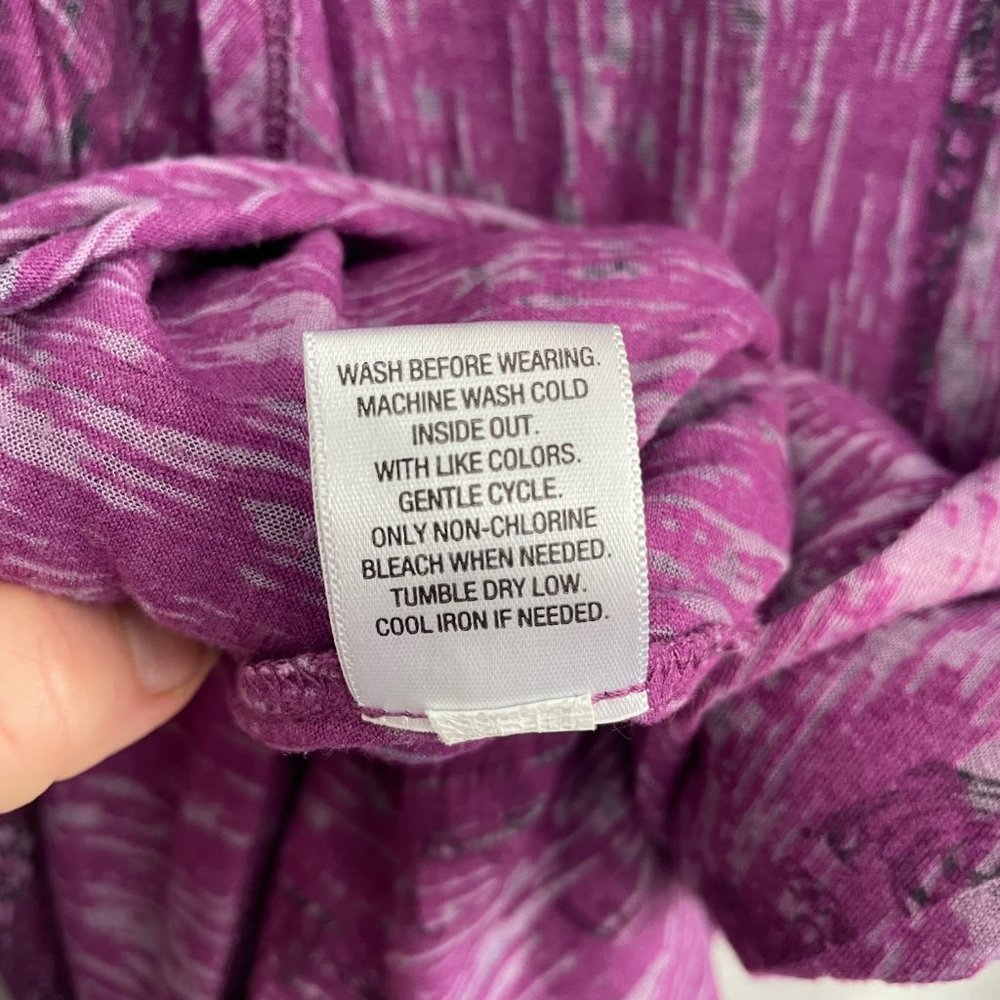 WASH BEFORE WEARING.
MACHINE WASH COLD
INSIDE OUT.
WITH LIKE COLORS.
GENTLE CYCLE.
ONLY NON-CHLORINE
BLEACH WHEN NEEDED.
TUMBLE DRY LOW.
COOL IRON IF NEEDED.